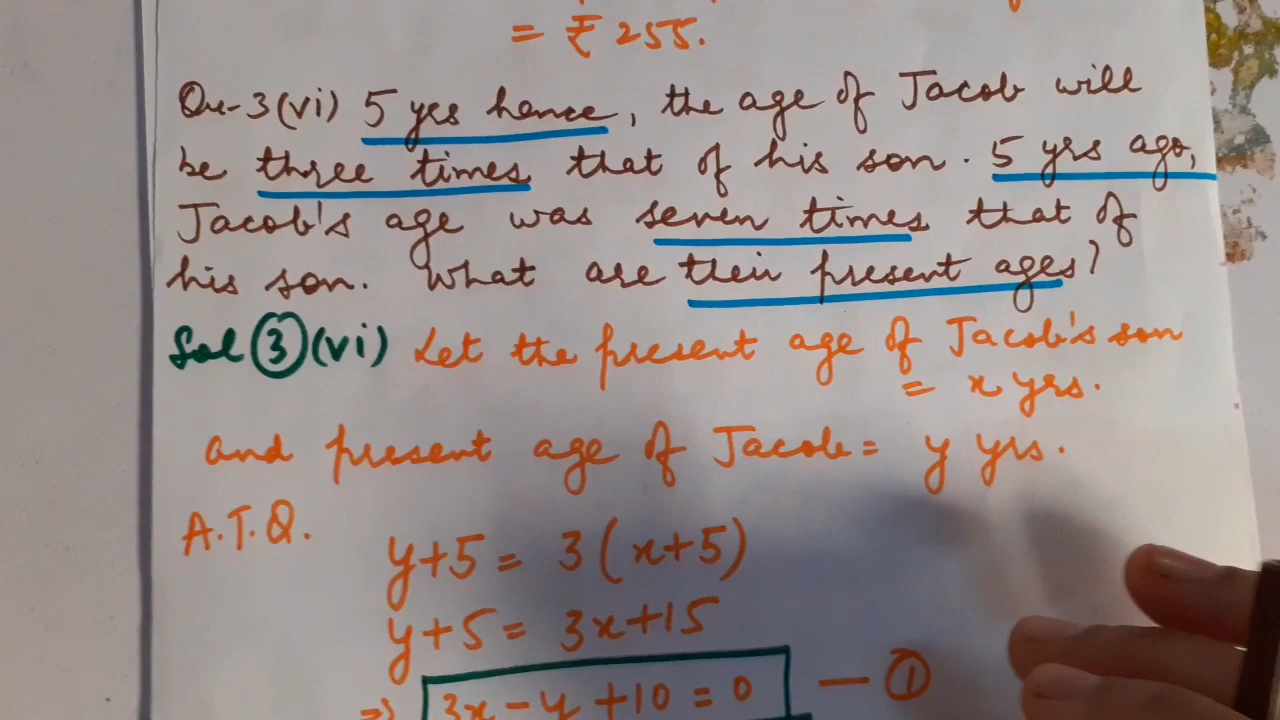 = ₹ 255.
Qu-3(vi) 5 yrs hence, the age of Jacob will
be three times that of his son. 5 yrs ago,
Jacob's age was seven times that of
his son. What are their present ages?
Sol ③(vi) Let the present age of Jacob's son
= x yrs.
and present age of Jacob = y yrs.
A.T.Q.
y+5 = 3(x+5)
y+5 = 3x+15
⇒ 3x-y+10=0 — ①